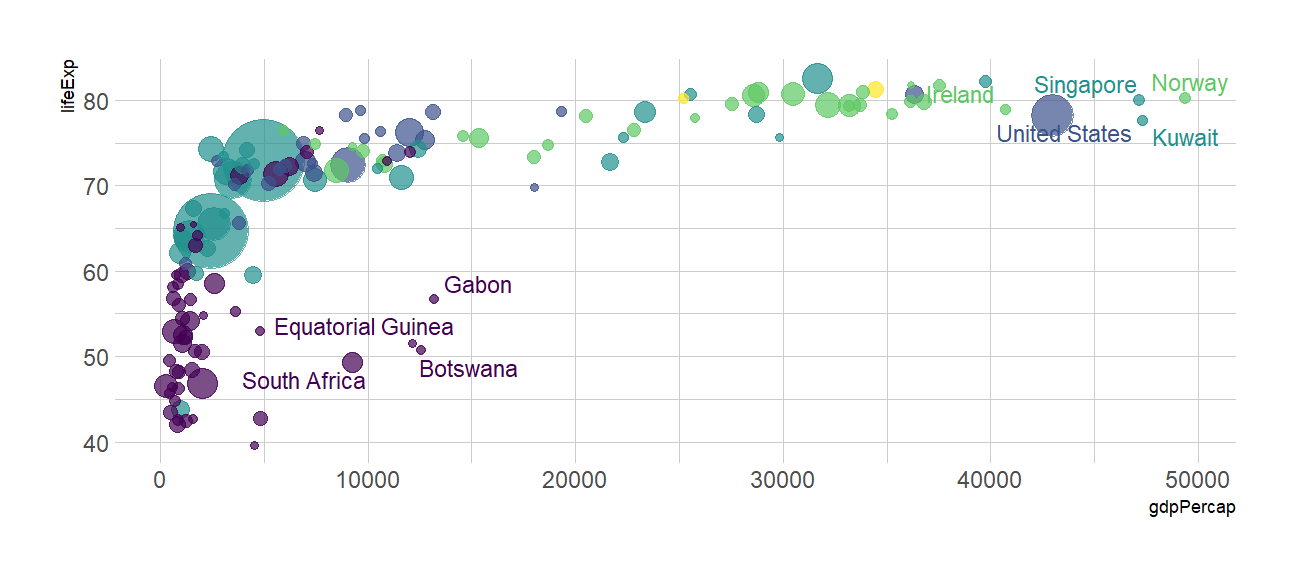 lifeExp
80
70
60
50
40
Norway
Singapore
Ireland
United States
Kuwait
Gabon
Equatorial Guinea
Botswana
South Africa
0
10000
20000
30000
40000
50000
gdpPercap